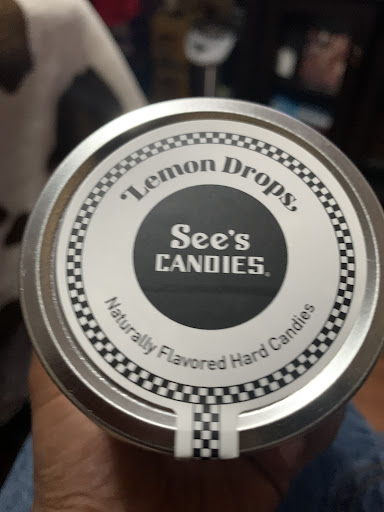 Lemon Drops
See's
CANDIES®
Naturally Flavored Hard Candies